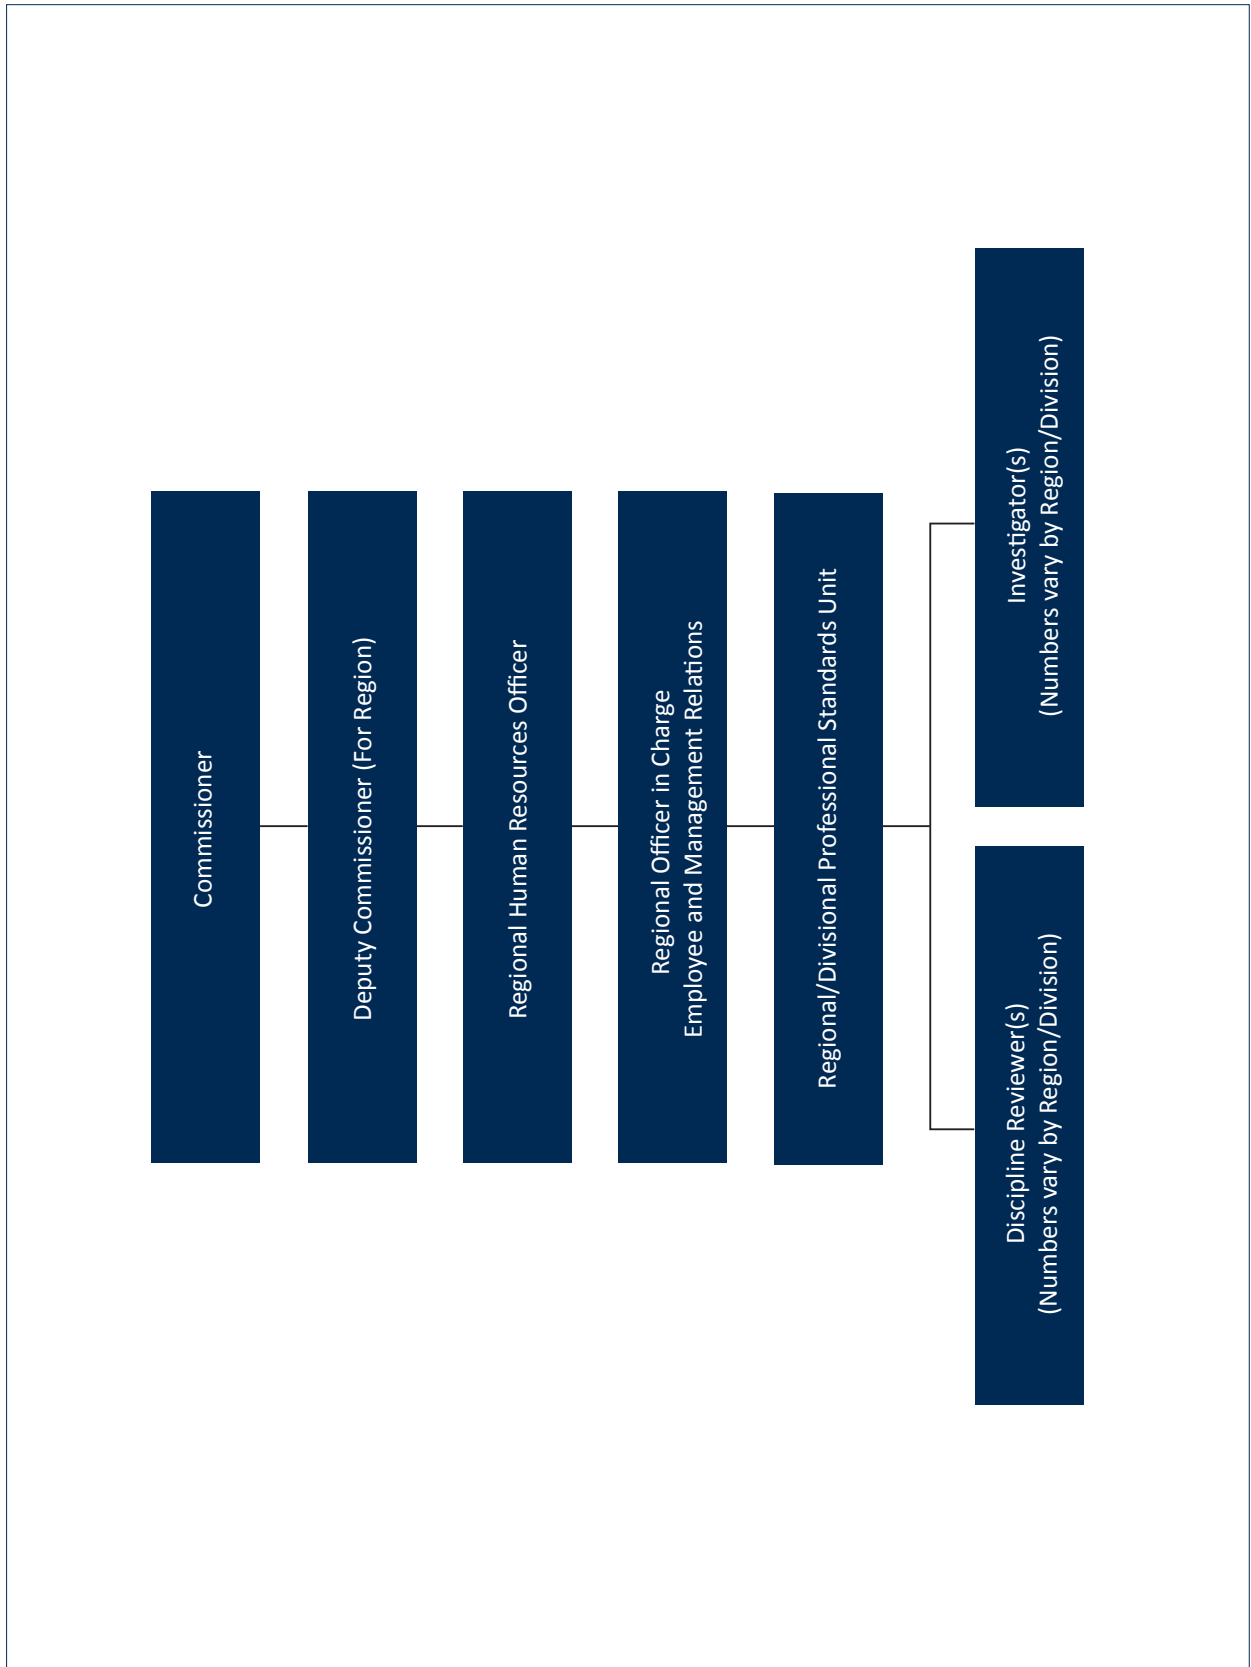 Commissioner
Deputy Commissioner (For Region)
Regional Human Resources Officer
Regional Officer in Charge
Employee and Management Relations
Regional/Divisional Professional Standards Unit
Discipline Reviewer(s)
(Numbers vary by Region/Division)
Investigator(s)
(Numbers vary by Region/Division)